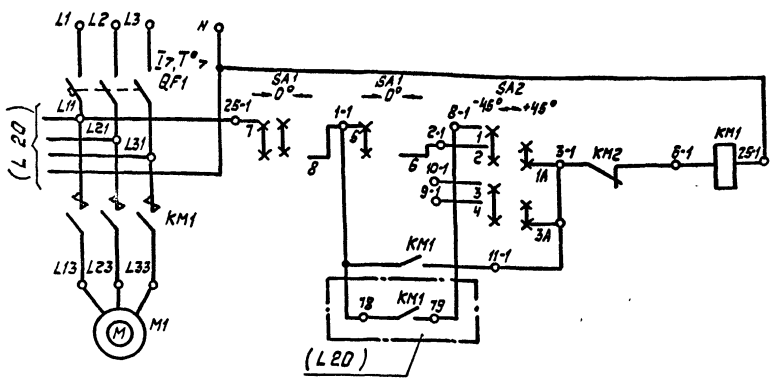 L1 L2 L3 N
I>, T°>
QF1
SA1
0°
SA1
0°
SA2
-45° +45°
L11
L21
L31
(L20)
25-1
7
8
1-1
5
6
2-1
8-1
1
2
10-1
9-1
3
4
1A
3A
3-1
KM2
5-1
KM1
25-1
KM1
KM1
11-1
L13 L23 L33
78
KM1
79
M
M1
(L20)